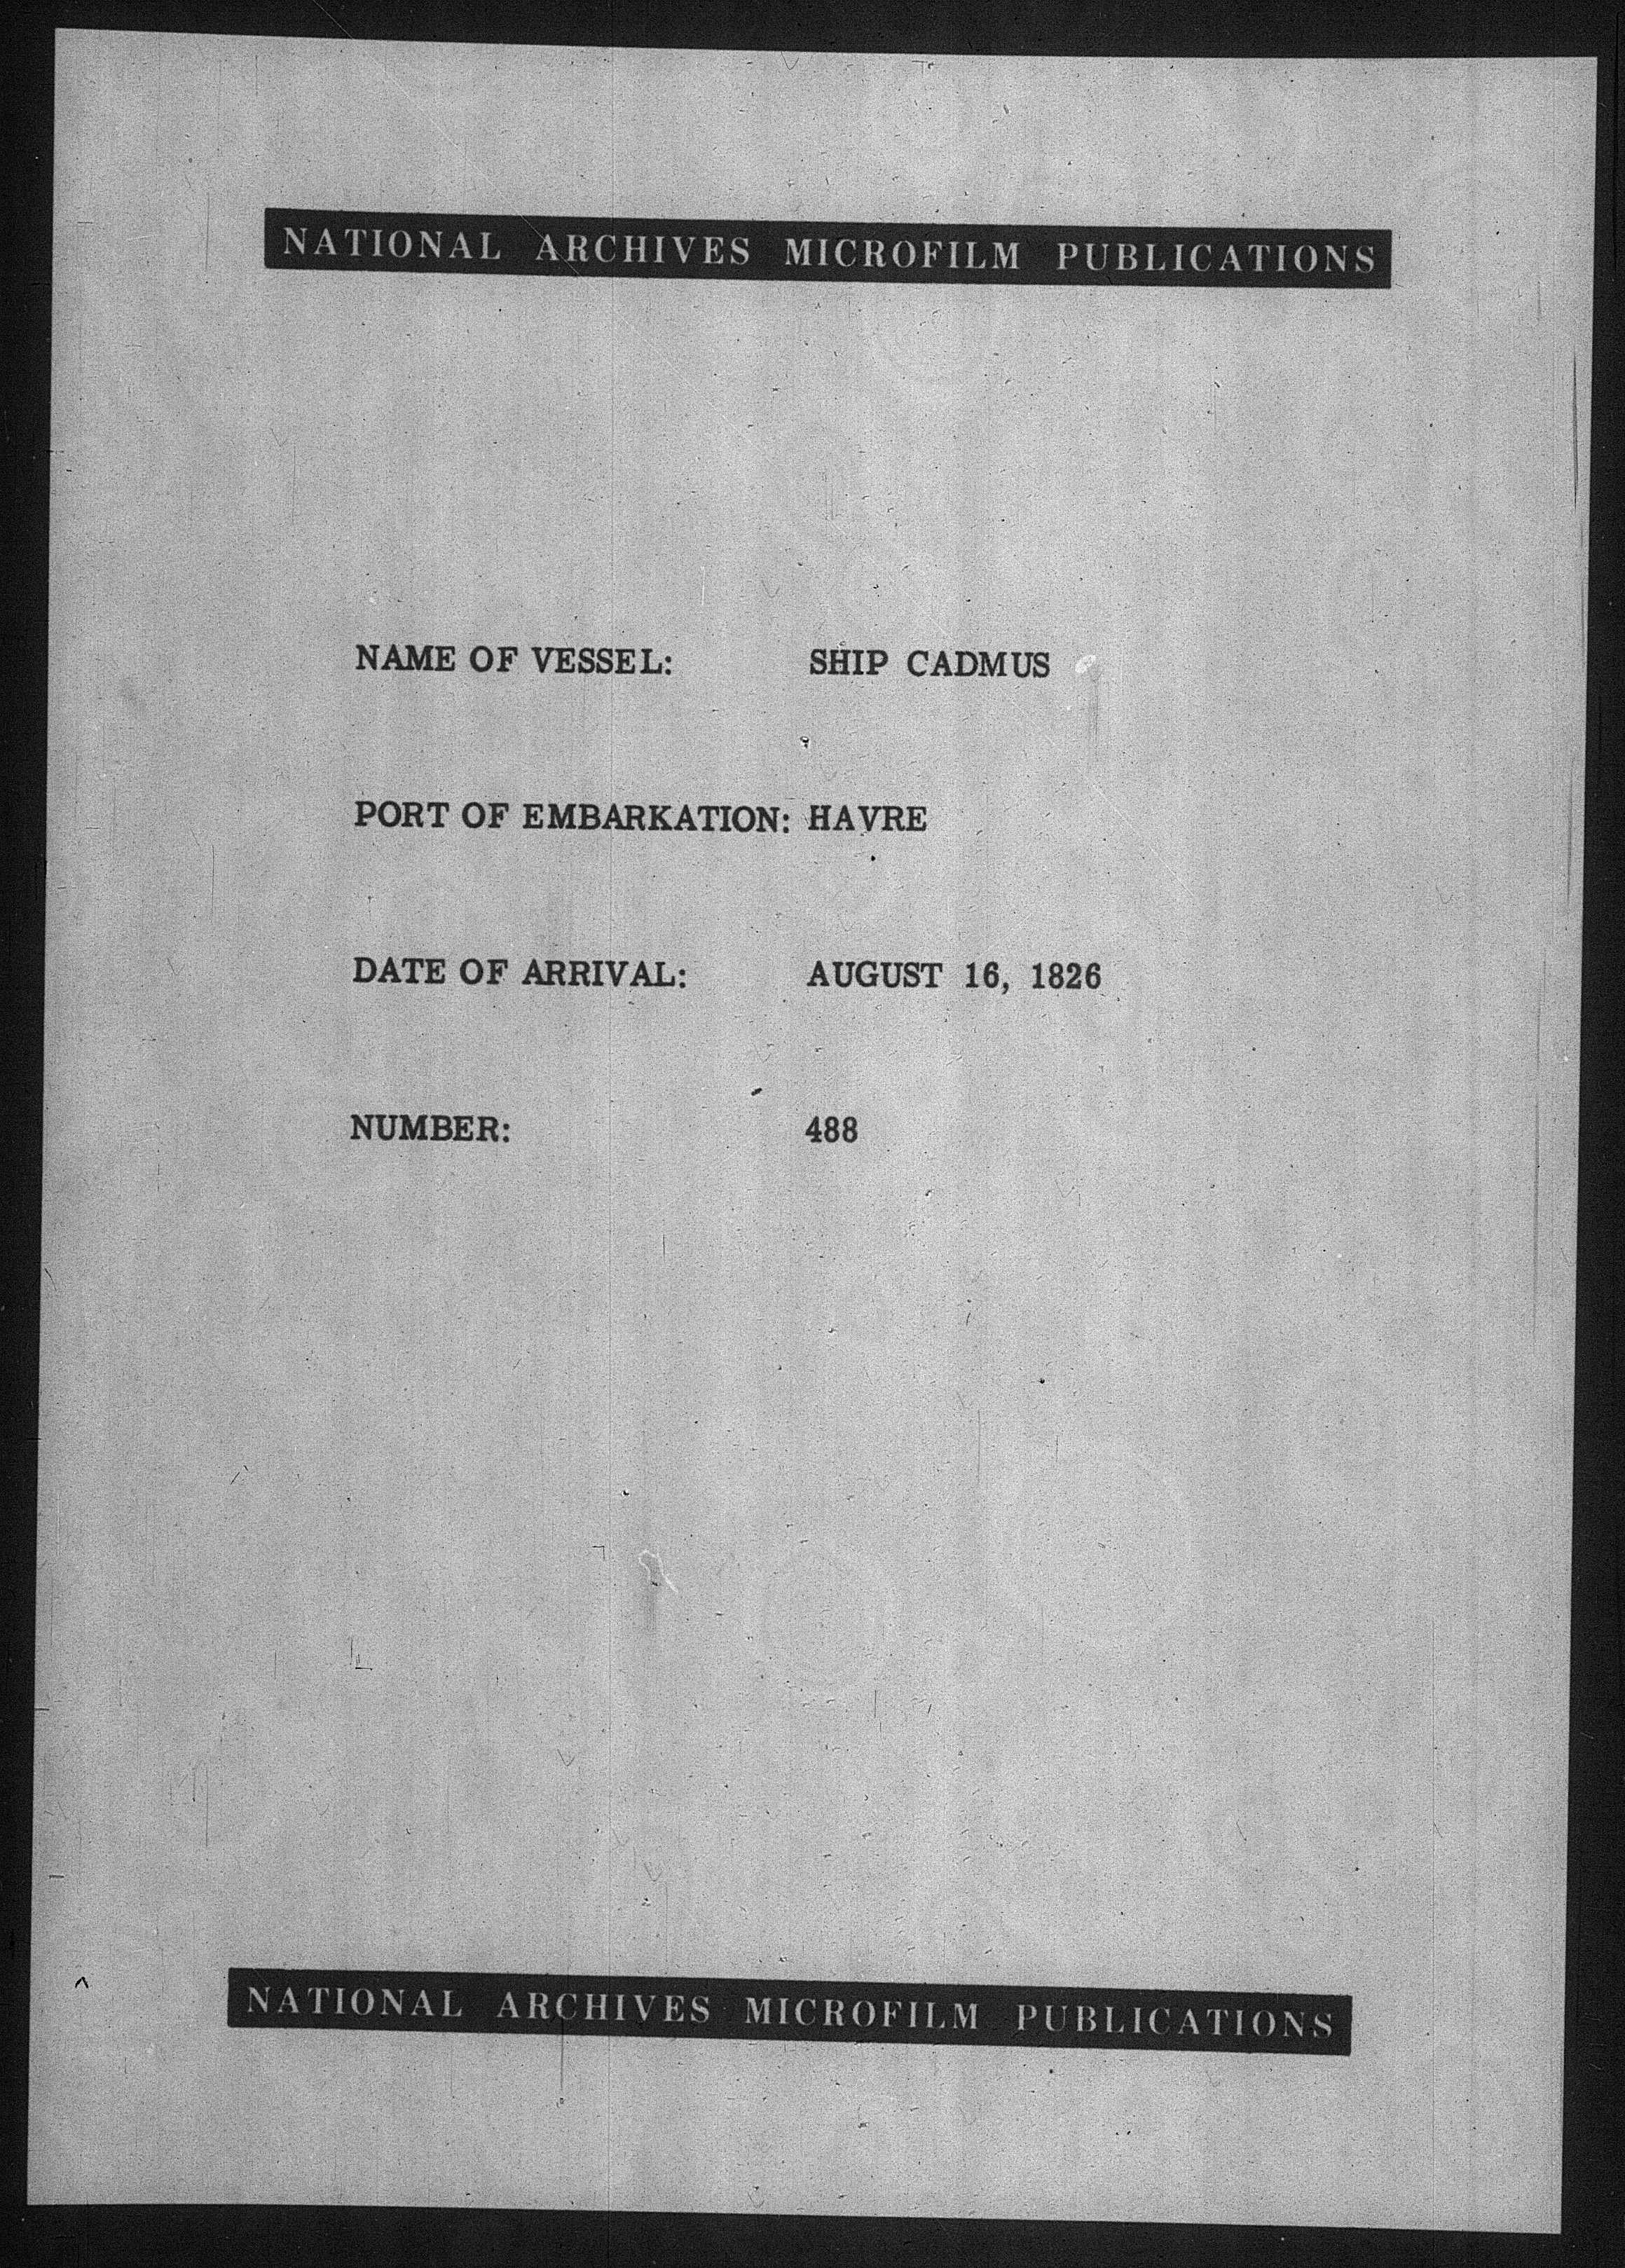 NATIONAL ARCHIVES MICROFILM PUBLICATIONS
NAME OF VESSEL: SHIP CADMUS
PORT OF EMBARKATION: HAVRE
DATE OF ARRIVAL: AUGUST 16, 1826
NUMBER: 488
NATIONAL ARCHIVES MICROFILM PUBLICATIONS